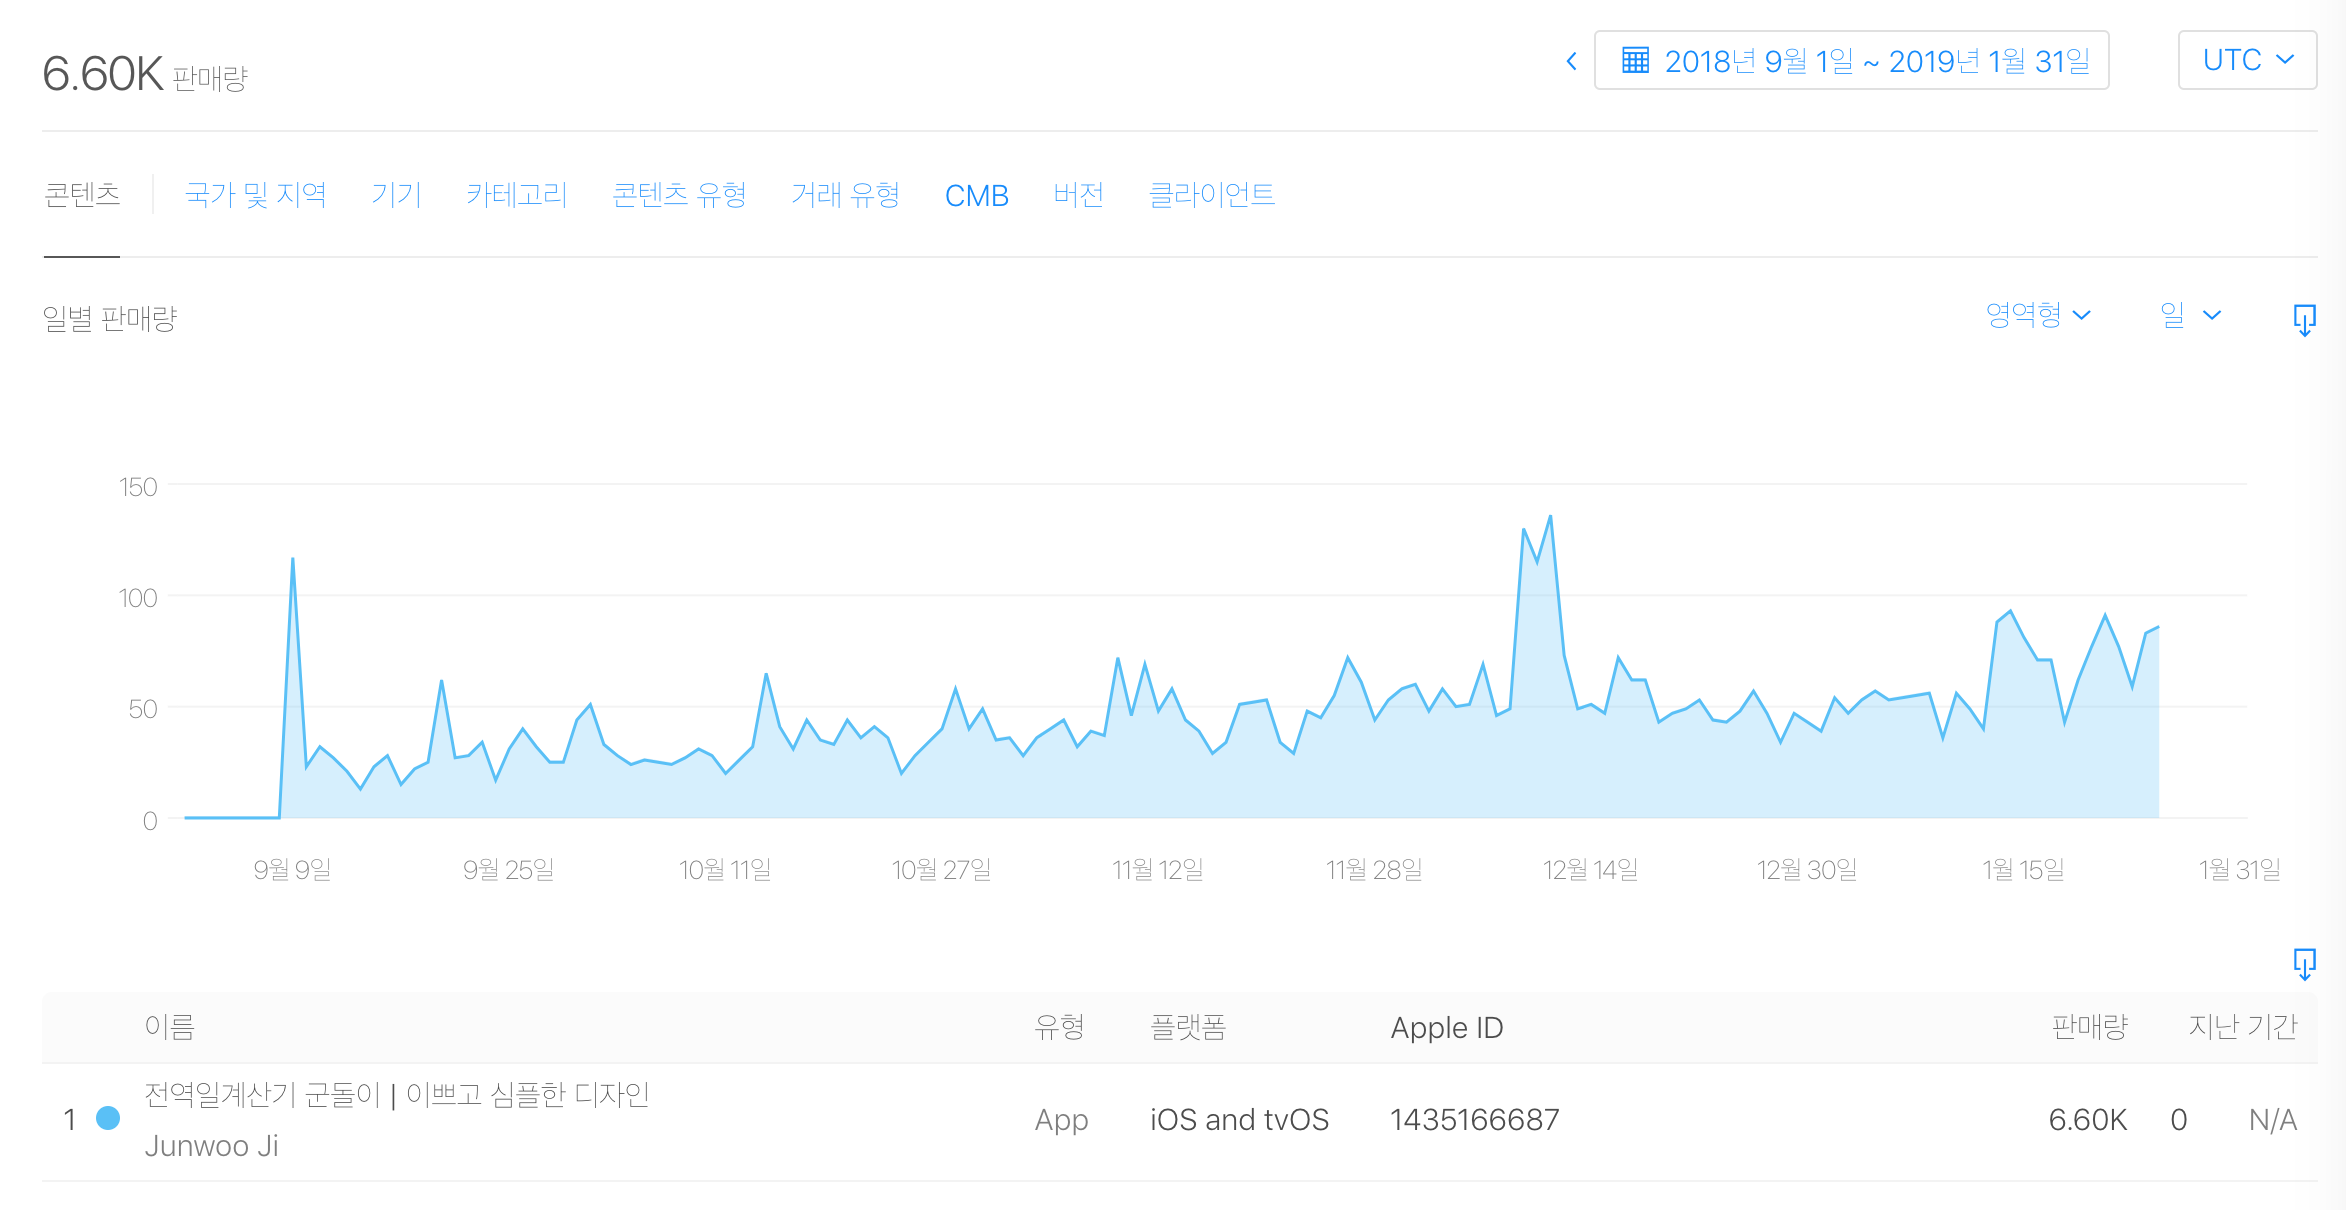 6.60K 판매량
2018년 9월 1일 ~ 2019년 1월 31일
UTC
콘텐츠 국가 및 지역 기기 카테고리 콘텐츠 유형 거래 유형 CMB 버전 클라이언트
일별 판매량
영역형 일
150
100
50
0
9월 9일 9월 25일 10월 11일 10월 27일 11월 12일 11월 28일 12월 14일 12월 30일 1월 15일 1월 31일
이름 유형 플랫폼 Apple ID 판매량 지난 기간
1 전역일계산기 군돌이 | 이쁘고 심플한 디자인
Junwoo Ji
App iOS and tvOS 1435166687 6.60K 0 N/A